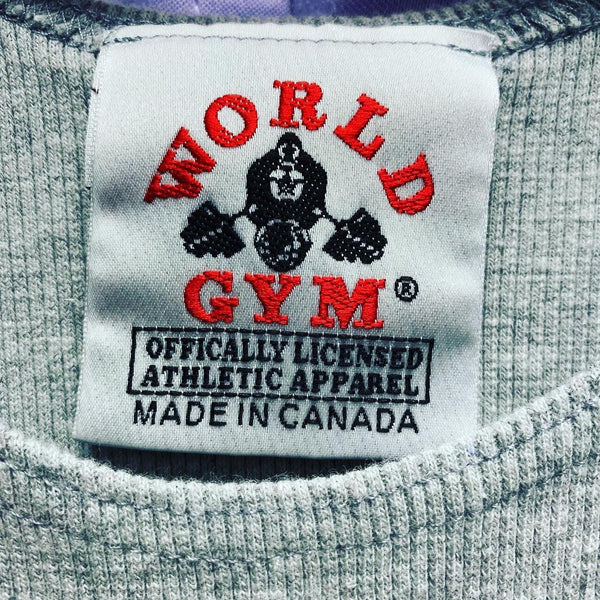 WORLD
GYM®
OFFICALLY LICENSED
ATHLETIC APPAREL
MADE IN CANADA